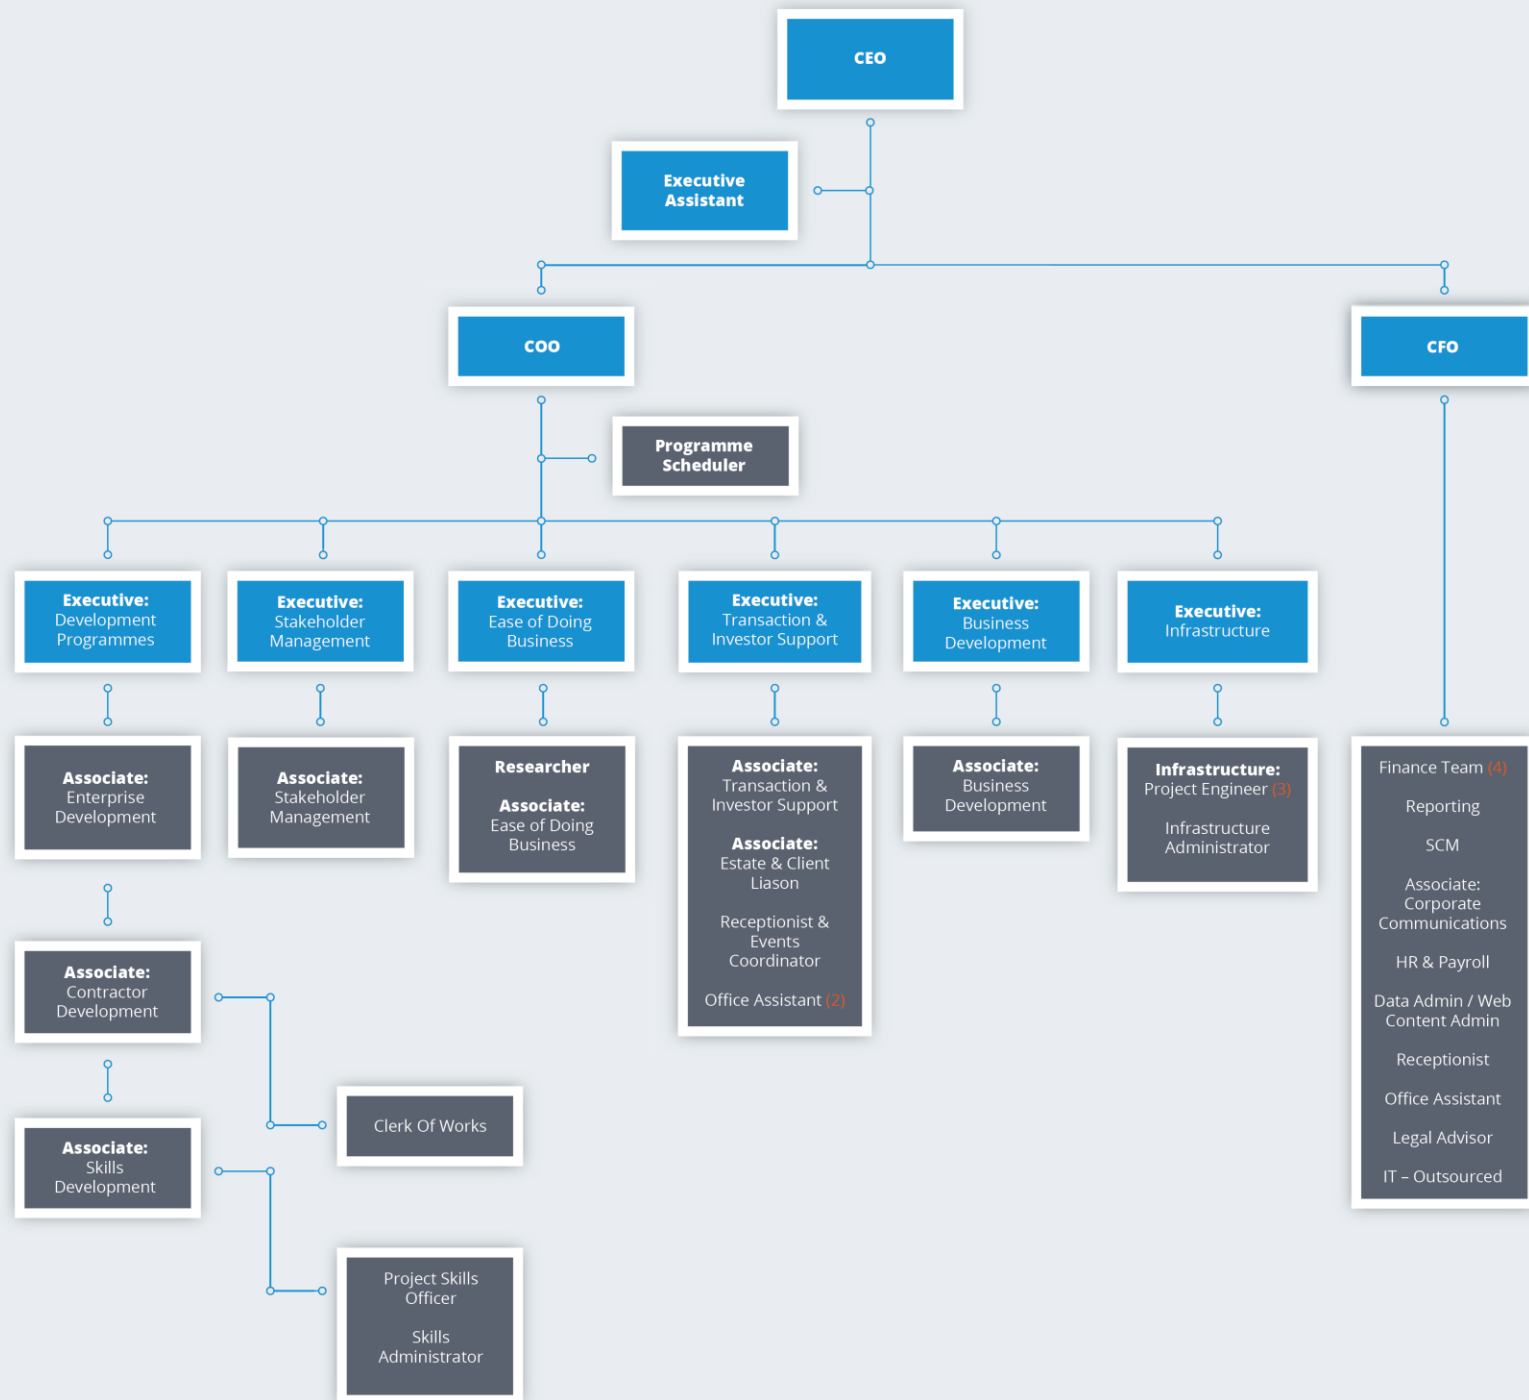 CEO
Executive
Assistant
COO
CFO
Programme
Scheduler
Executive:
Development
Programmes
Executive:
Stakeholder
Management
Executive:
Ease of Doing
Business
Executive:
Transaction &
Investor Support
Executive:
Business
Development
Executive:
Infrastructure
Associate:
Enterprise
Development
Associate:
Stakeholder
Management
Researcher
Associate:
Ease of Doing
Business
Associate:
Transaction &
Investor Support
Associate:
Estate & Client
Liason
Receptionist &
Events
Coordinator
Office Assistant (2)
Associate:
Business
Development
Infrastructure:
Project Engineer (3)
Infrastructure
Administrator
Finance Team (4)
Reporting
SCM
Associate:
Corporate
Communications
HR & Payroll
Data Admin / Web
Content Admin
Receptionist
Office Assistant
Legal Advisor
IT – Outsourced
Associate:
Contractor
Development
Clerk Of Works
Associate:
Skills
Development
Project Skills
Officer
Skills
Administrator